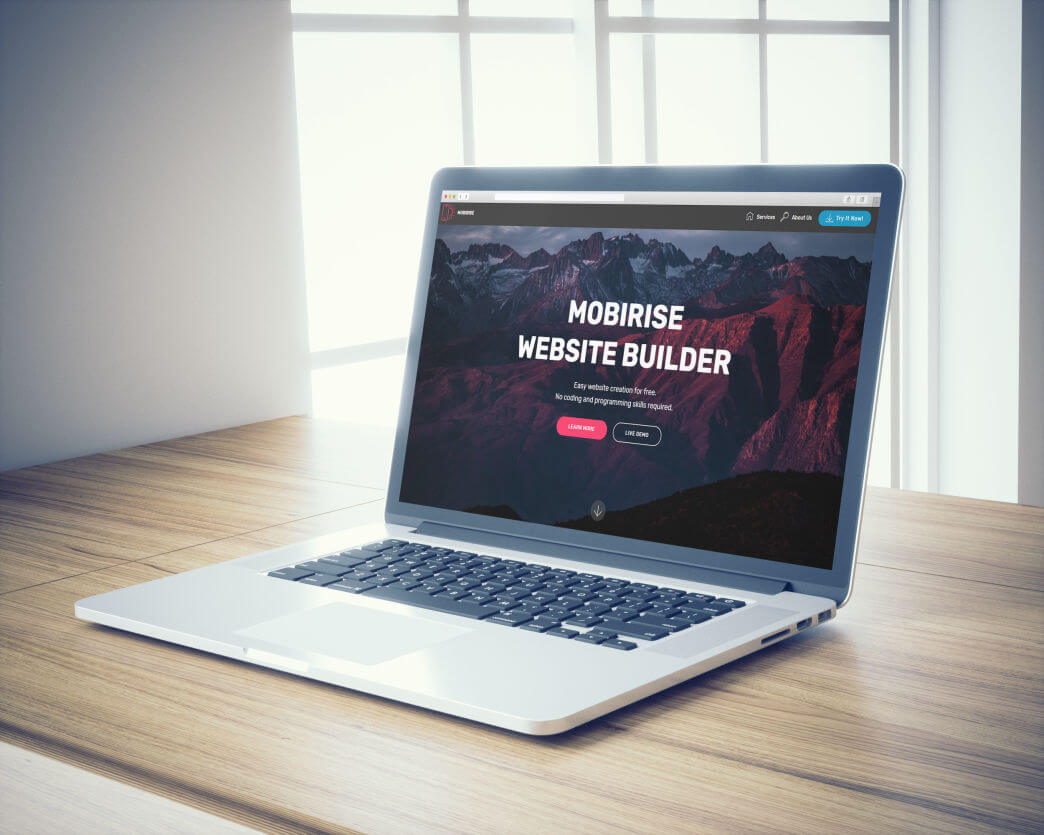 MOBIRISE
Services
About Us
Try It Now!
MOBIRISE
WEBSITE BUILDER
Easy website creation for free.
No coding and programming skills required.
LEARN MORE
LIVE DEMO